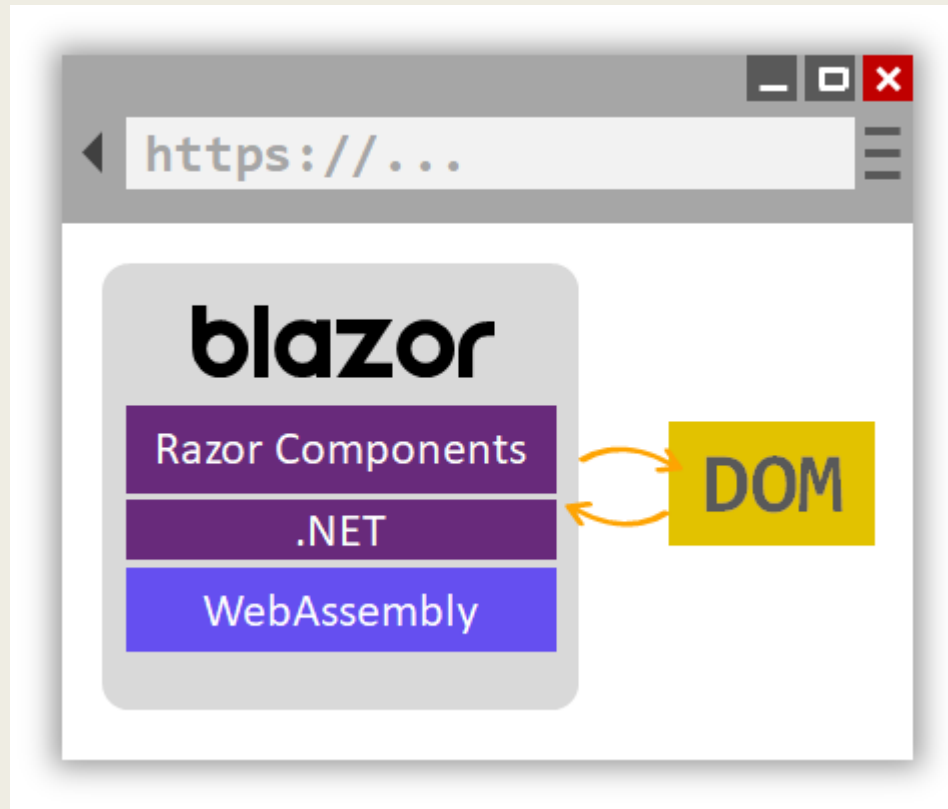 https://...
blazor
Razor Components
.NET
WebAssembly
DOM